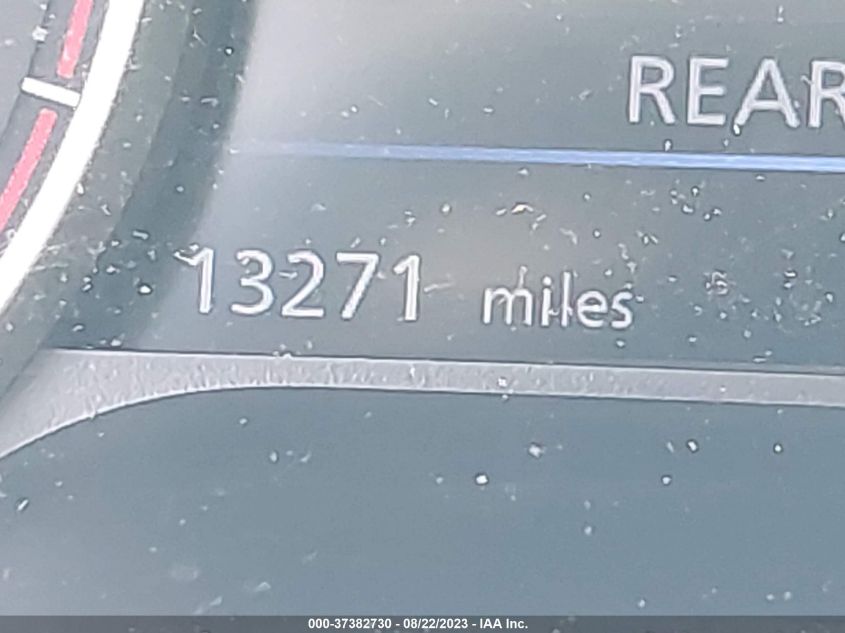 REAR
13271 miles
000-37382730 - 08/22/2023 - IAA Inc.